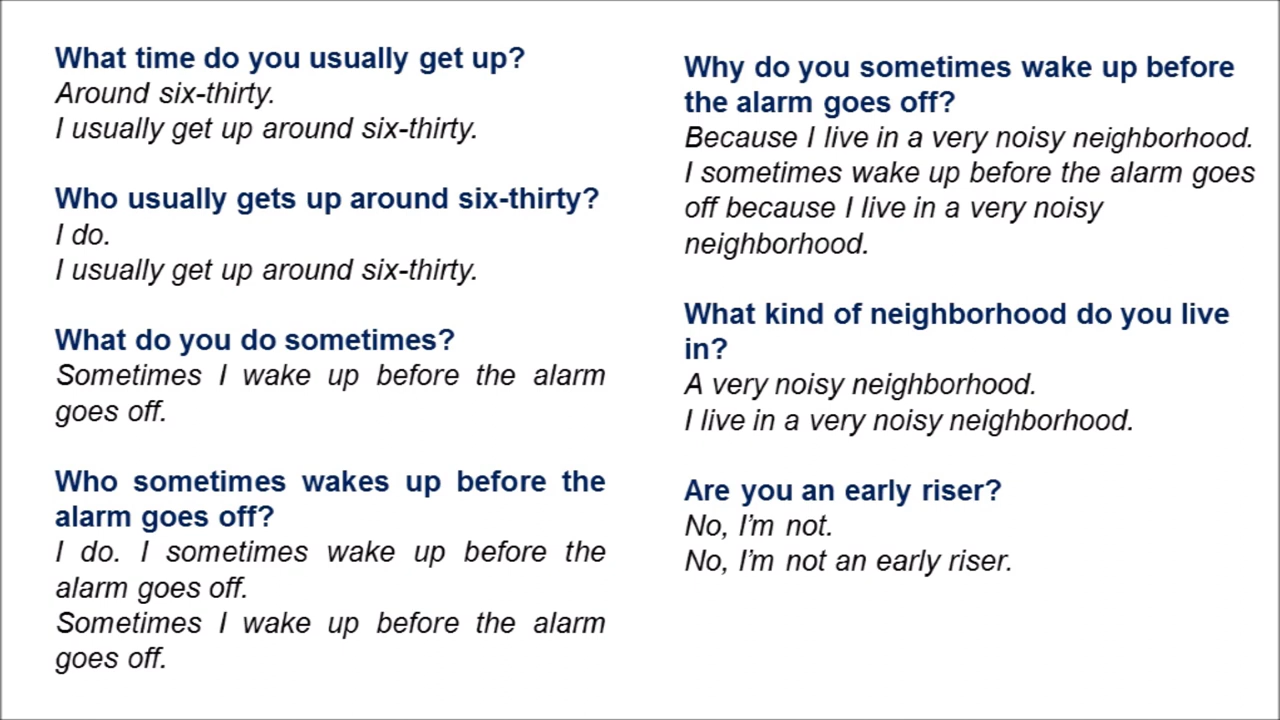 What time do you usually get up?
Around six-thirty.
I usually get up around six-thirty.
Who usually gets up around six-thirty?
I do.
I usually get up around six-thirty.
What do you do sometimes?
Sometimes I wake up before the alarm
goes off.
Who sometimes wakes up before the
alarm goes off?
I do. I sometimes wake up before the
alarm goes off.
Sometimes I wake up before the alarm
goes off.
Why do you sometimes wake up before
the alarm goes off?
Because I live in a very noisy neighborhood.
I sometimes wake up before the alarm goes
off because I live in a very noisy
neighborhood.
What kind of neighborhood do you live
in?
A very noisy neighborhood.
I live in a very noisy neighborhood.
Are you an early riser?
No, I’m not.
No, I’m not an early riser.